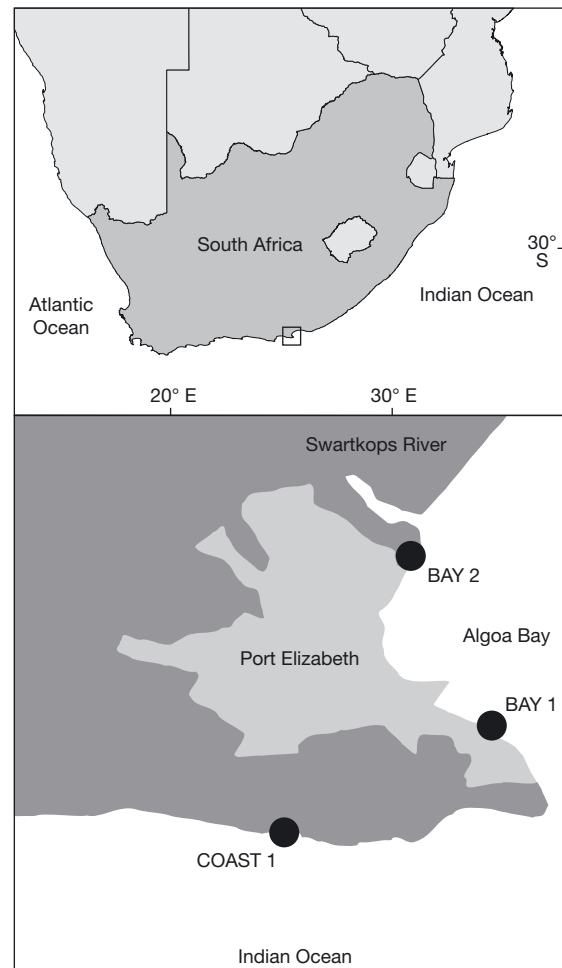 South Africa
30°
S
Indian Ocean
Atlantic
Ocean
20° E
30° E
Swartkops River
BAY 2
Algoa Bay
Port Elizabeth
BAY 1
COAST 1
Indian Ocean